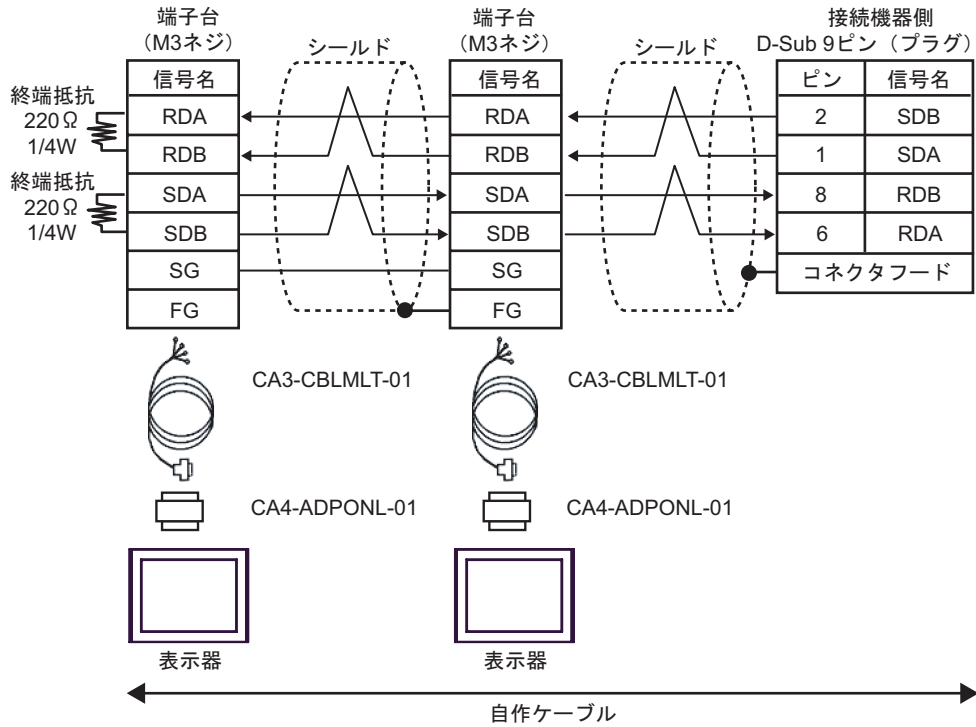 端子台
（M3ネジ）
シールド
端子台
（M3ネジ）
シールド
接続機器側
D-Sub 9ピン（プラグ）
終端抵抗
220Ω
1/4W
終端抵抗
220Ω
1/4W
信号名
RDA
RDB
SDA
SDB
SG
FG
信号名
RDA
RDB
SDA
SDB
SG
FG
ピン 信号名
2 SDB
1 SDA
8 RDB
6 RDA
コネクタフード
CA3-CBLMLT-01
CA3-CBLMLT-01
CA4-ADPONL-01
CA4-ADPONL-01
表示器
表示器
自作ケーブル